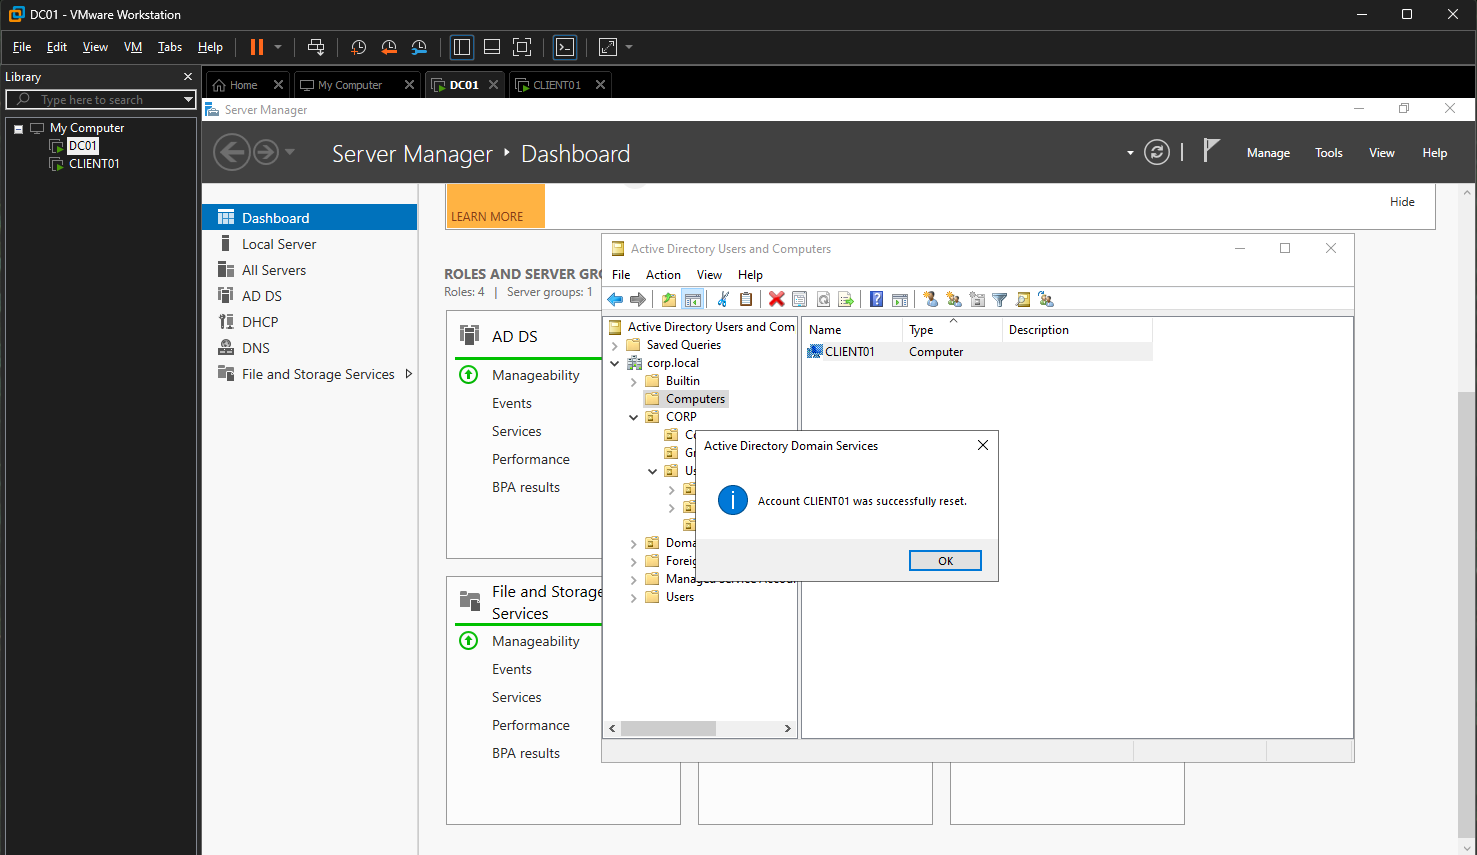 DC01 - VMware Workstation
File Edit View VM Tabs Help
Library
Type here to search
My Computer
DC01
CLIENT01
Home My Computer DC01 CLIENT01
Server Manager
Server Manager Dashboard
Manage Tools View Help
Dashboard
Local Server
All Servers
AD DS
DHCP
DNS
File and Storage Services
LEARN MORE
Hide
ROLES AND SERVER GR
Roles: 4 | Server groups: 1
AD DS
Manageability
Events
Services
Performance
BPA results
File and Storage
Services
Manageability
Events
Services
Performance
BPA results
Active Directory Users and Computers
File Action View Help
Active Directory Users and Com
Saved Queries
corp.local
Builtin
Computers
CORP
Gr
Us
Doma
Foreig
Users
Name Type Description
CLIENT01 Computer
Active Directory Domain Services
Account CLIENT01 was successfully reset.
OK